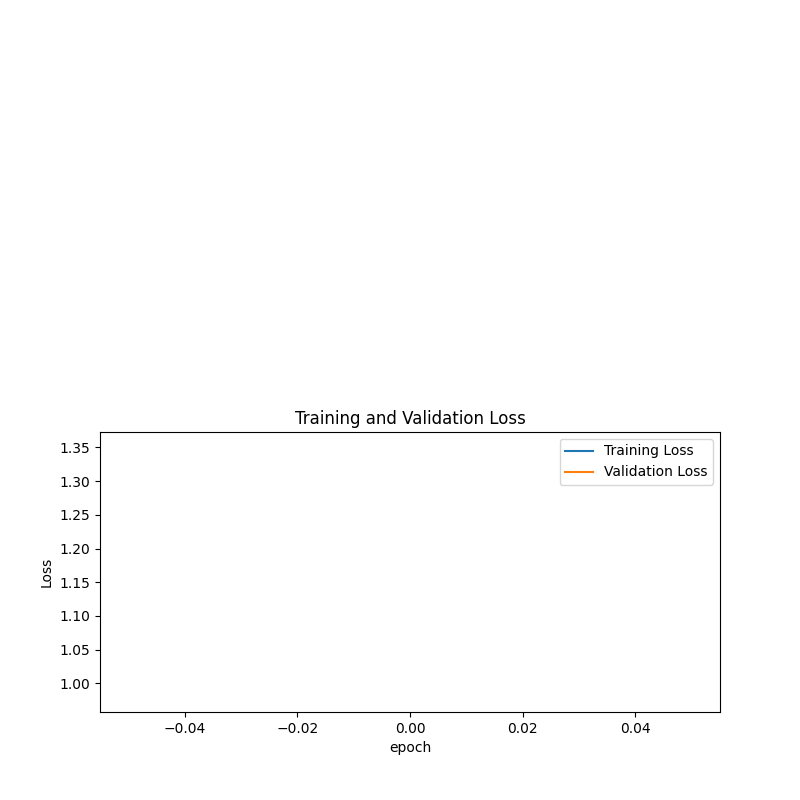 Training and Validation Loss
Training Loss
Validation Loss
Loss
1.35
1.30
1.25
1.20
1.15
1.10
1.05
1.00
−0.04 −0.02 0.00 0.02 0.04
epoch